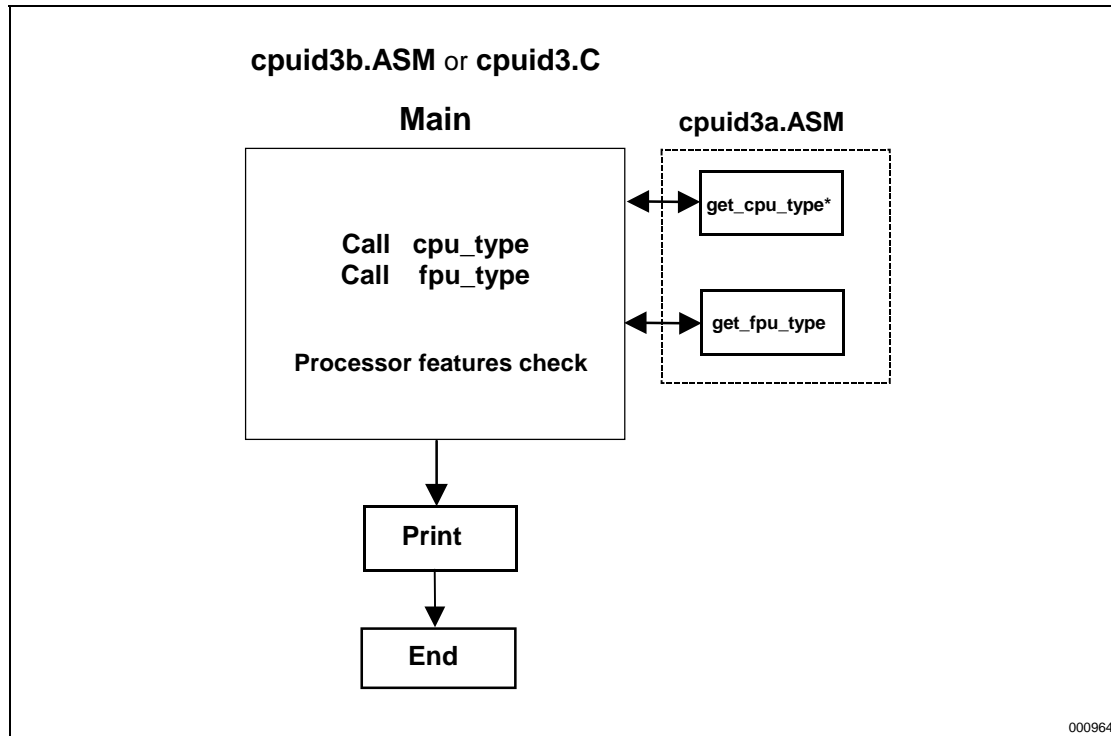 cpuid3b.ASM or cpuid3.C
Main
cpuid3a.ASM
get_cpu_type*
Call cpu_type
Call fpu_type
get_fpu_type
Processor features check
Print
End
000964